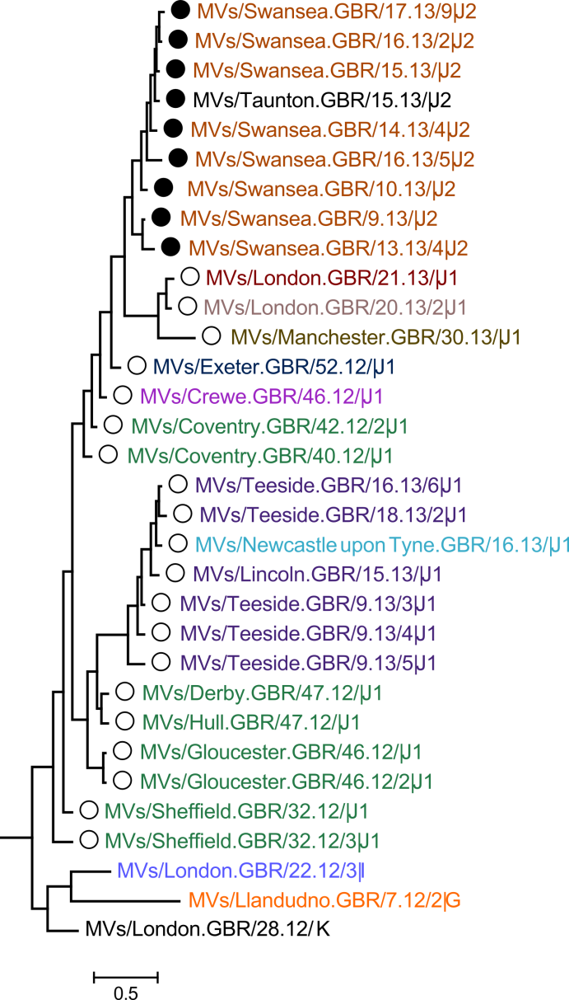 MVs/Swansea.GBR/17.13/9|J2
MVs/Swansea.GBR/16.13/2|J2
MVs/Swansea.GBR/15.13/|J2
MVs/Taunton.GBR/15.13/|J2
MVs/Swansea.GBR/14.13/4|J2
MVs/Swansea.GBR/16.13/5|J2
MVs/Swansea.GBR/10.13/|J2
MVs/Swansea.GBR/9.13/|J2
MVs/Swansea.GBR/13.13/4|J2
MVs/London.GBR/21.13/|J1
MVs/London.GBR/20.13/2|J1
MVs/Manchester.GBR/30.13/|J1
MVs/Exeter.GBR/52.12/|J1
MVs/Crewe.GBR/46.12/|J1
MVs/Coventry.GBR/42.12/2|J1
MVs/Coventry.GBR/40.12/|J1
MVs/Teeside.GBR/16.13/6|J1
MVs/Teeside.GBR/18.13/2|J1
MVs/Newcastle upon Tyne.GBR/16.13/|J1
MVs/Lincoln.GBR/15.13/|J1
MVs/Teeside.GBR/9.13/3|J1
MVs/Teeside.GBR/9.13/4|J1
MVs/Teeside.GBR/9.13/5|J1
MVs/Derby.GBR/47.12/|J1
MVs/Hull.GBR/47.12/|J1
MVs/Gloucester.GBR/46.12/|J1
MVs/Gloucester.GBR/46.12/2|J1
MVs/Sheffield.GBR/32.12/|J1
MVs/Sheffield.GBR/32.12/3|J1
MVs/London.GBR/22.12/3|I
MVs/Llandudno.GBR/7.12/2|G
MVs/London.GBR/28.12/ K
0.5